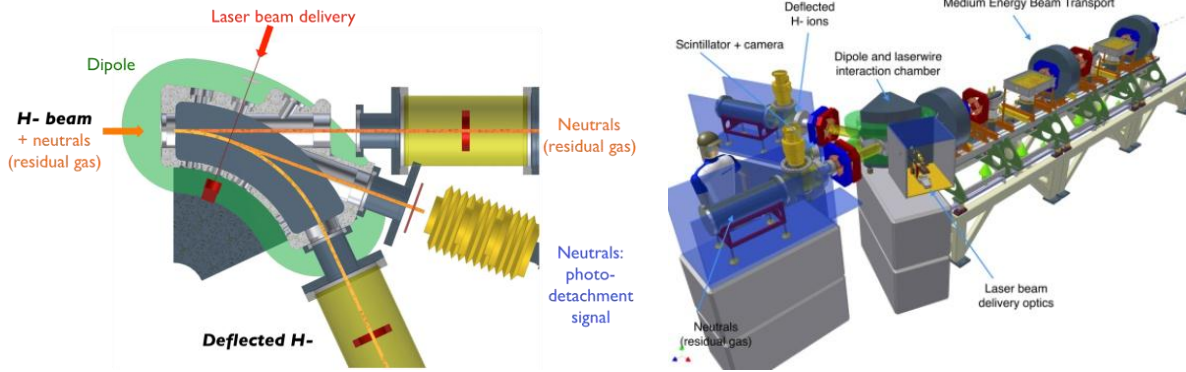 Laser beam delivery
Dipole
H- beam
+ neutrals
(residual gas)
Neutrals
(residual gas)
Neutrals:
photo-
detachment
signal
Deflected H-
Deflected
H- ions
Medium Energy Beam Transport
Scintillator + camera
Dipole and laserwire
interaction chamber
Laser beam
delivery optics
Neutrals
(residual gas)